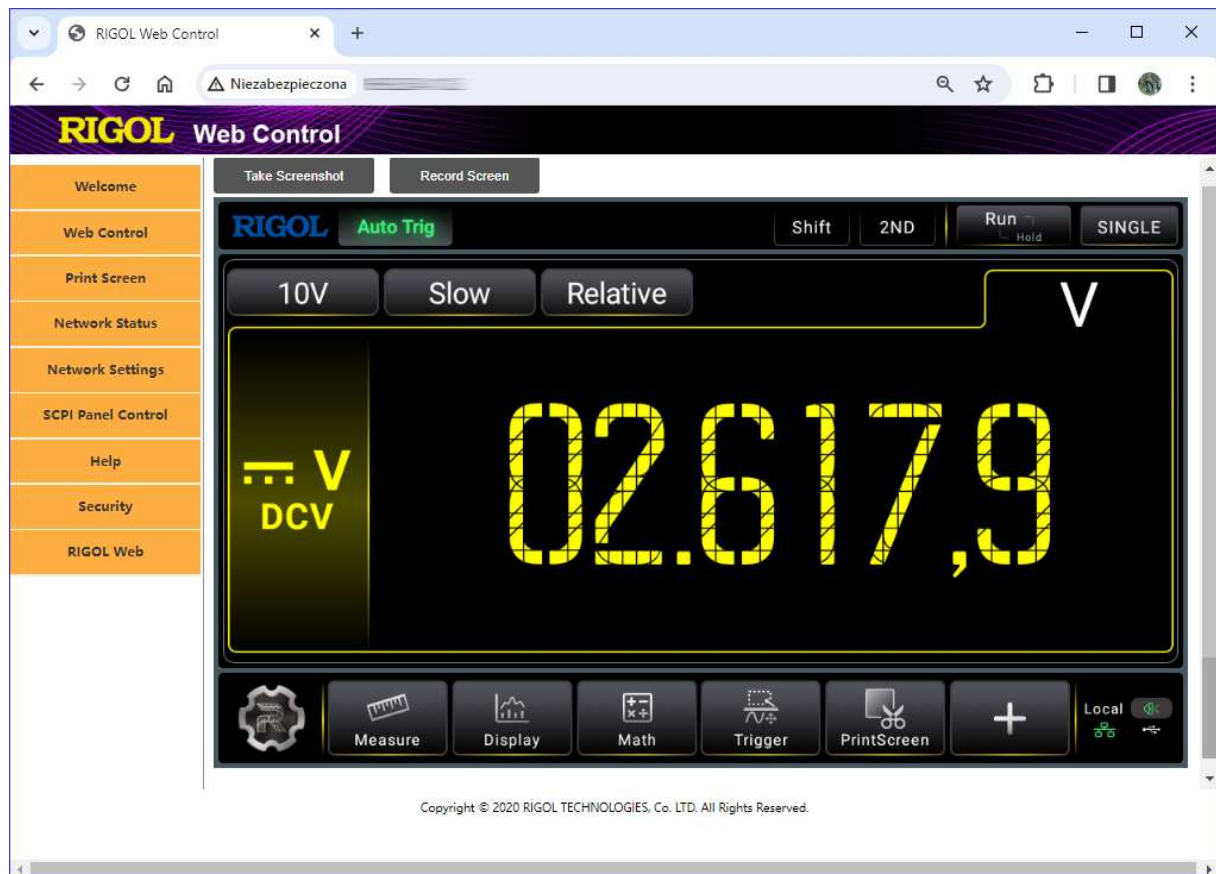 RIGOL Web Control
Niezabezpieczona
RIGOL Web Control
Take Screenshot Record Screen
Welcome
Web Control
Print Screen
Network Status
Network Settings
SCPI Panel Control
Help
Security
RIGOL Web
RIGOL Auto Trig Shift 2ND Run Hold SINGLE
10V Slow Relative V
V
DCV
02.617,9
Measure Display Math Trigger PrintScreen + Local
Copyright © 2020 RIGOL TECHNOLOGIES, Co. LTD. All Rights Reserved.